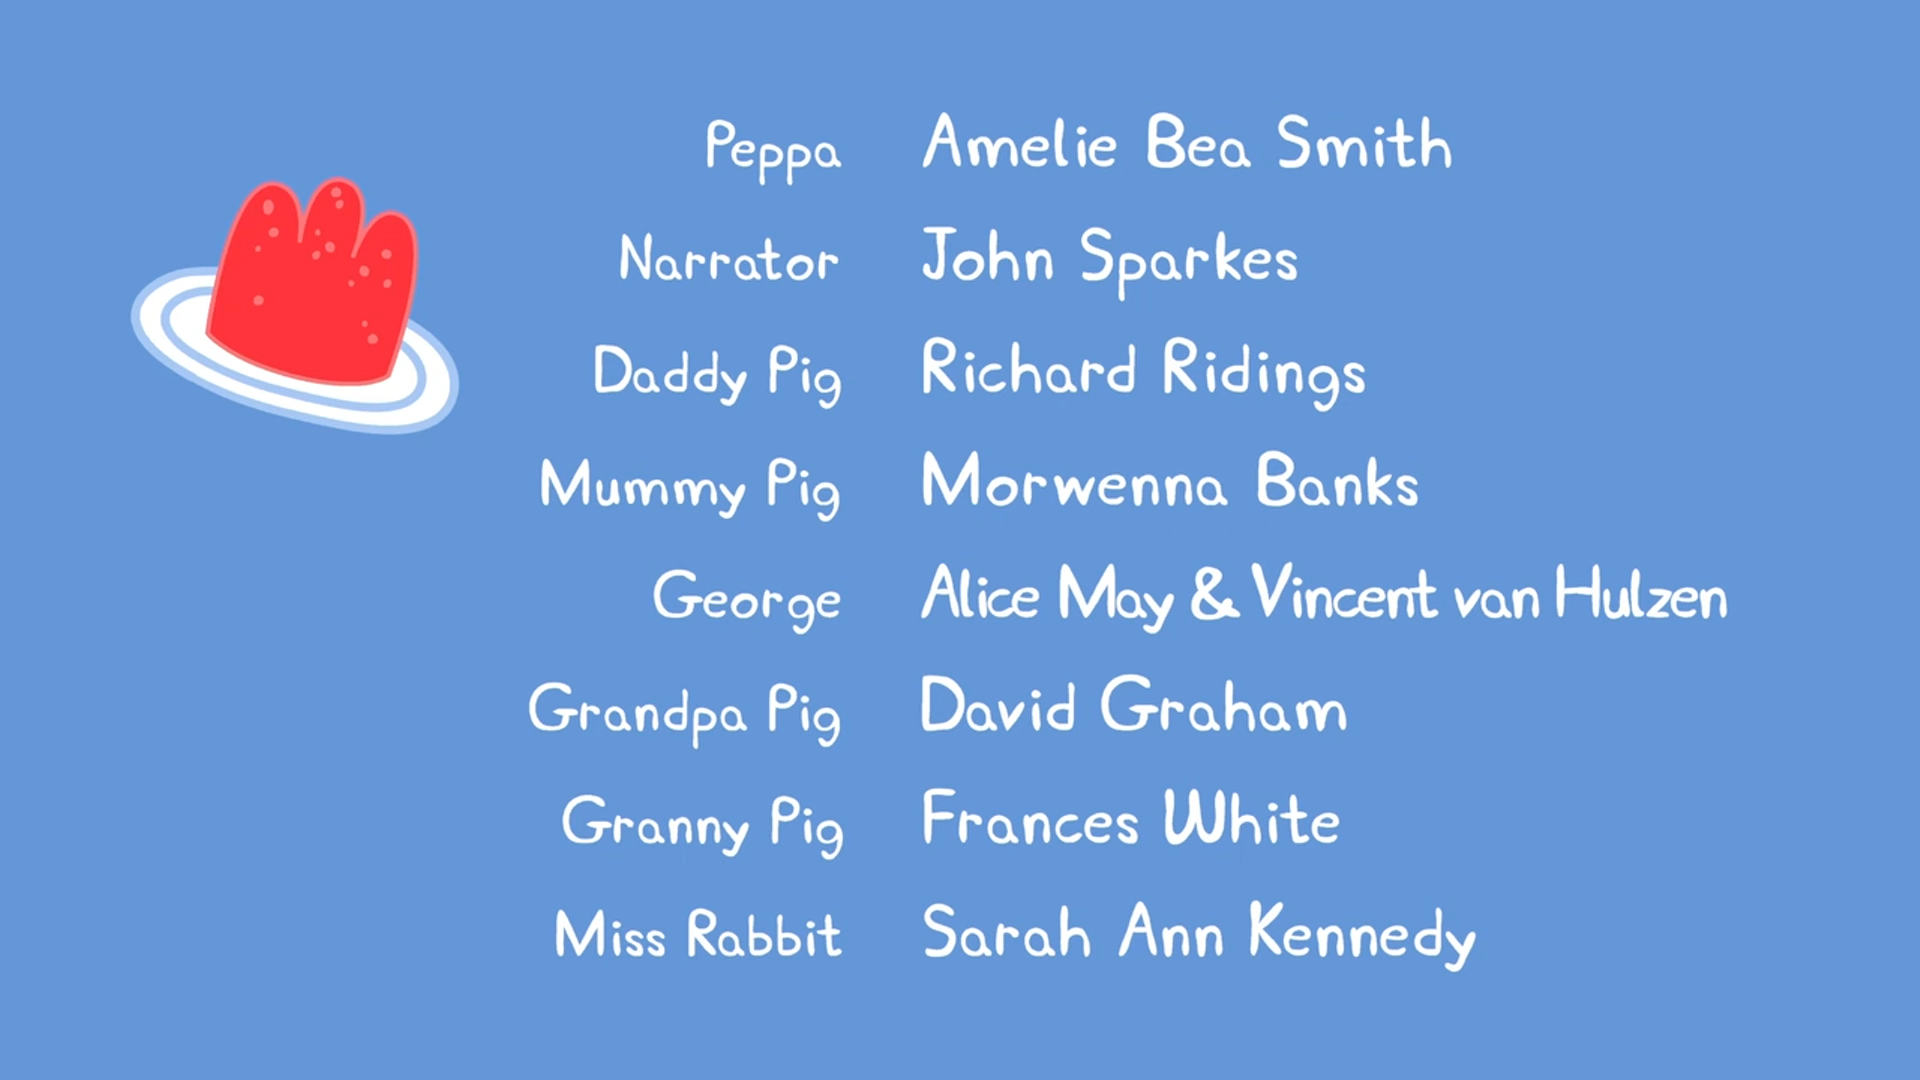 Peppa Amelie Bea Smith
Narrator John Sparkes
Daddy Pig Richard Ridings
Mummy Pig Morwenna Banks
George Alice May & Vincent van Hulzen
Grandpa Pig David Graham
Granny Pig Frances White
Miss Rabbit Sarah Ann Kennedy